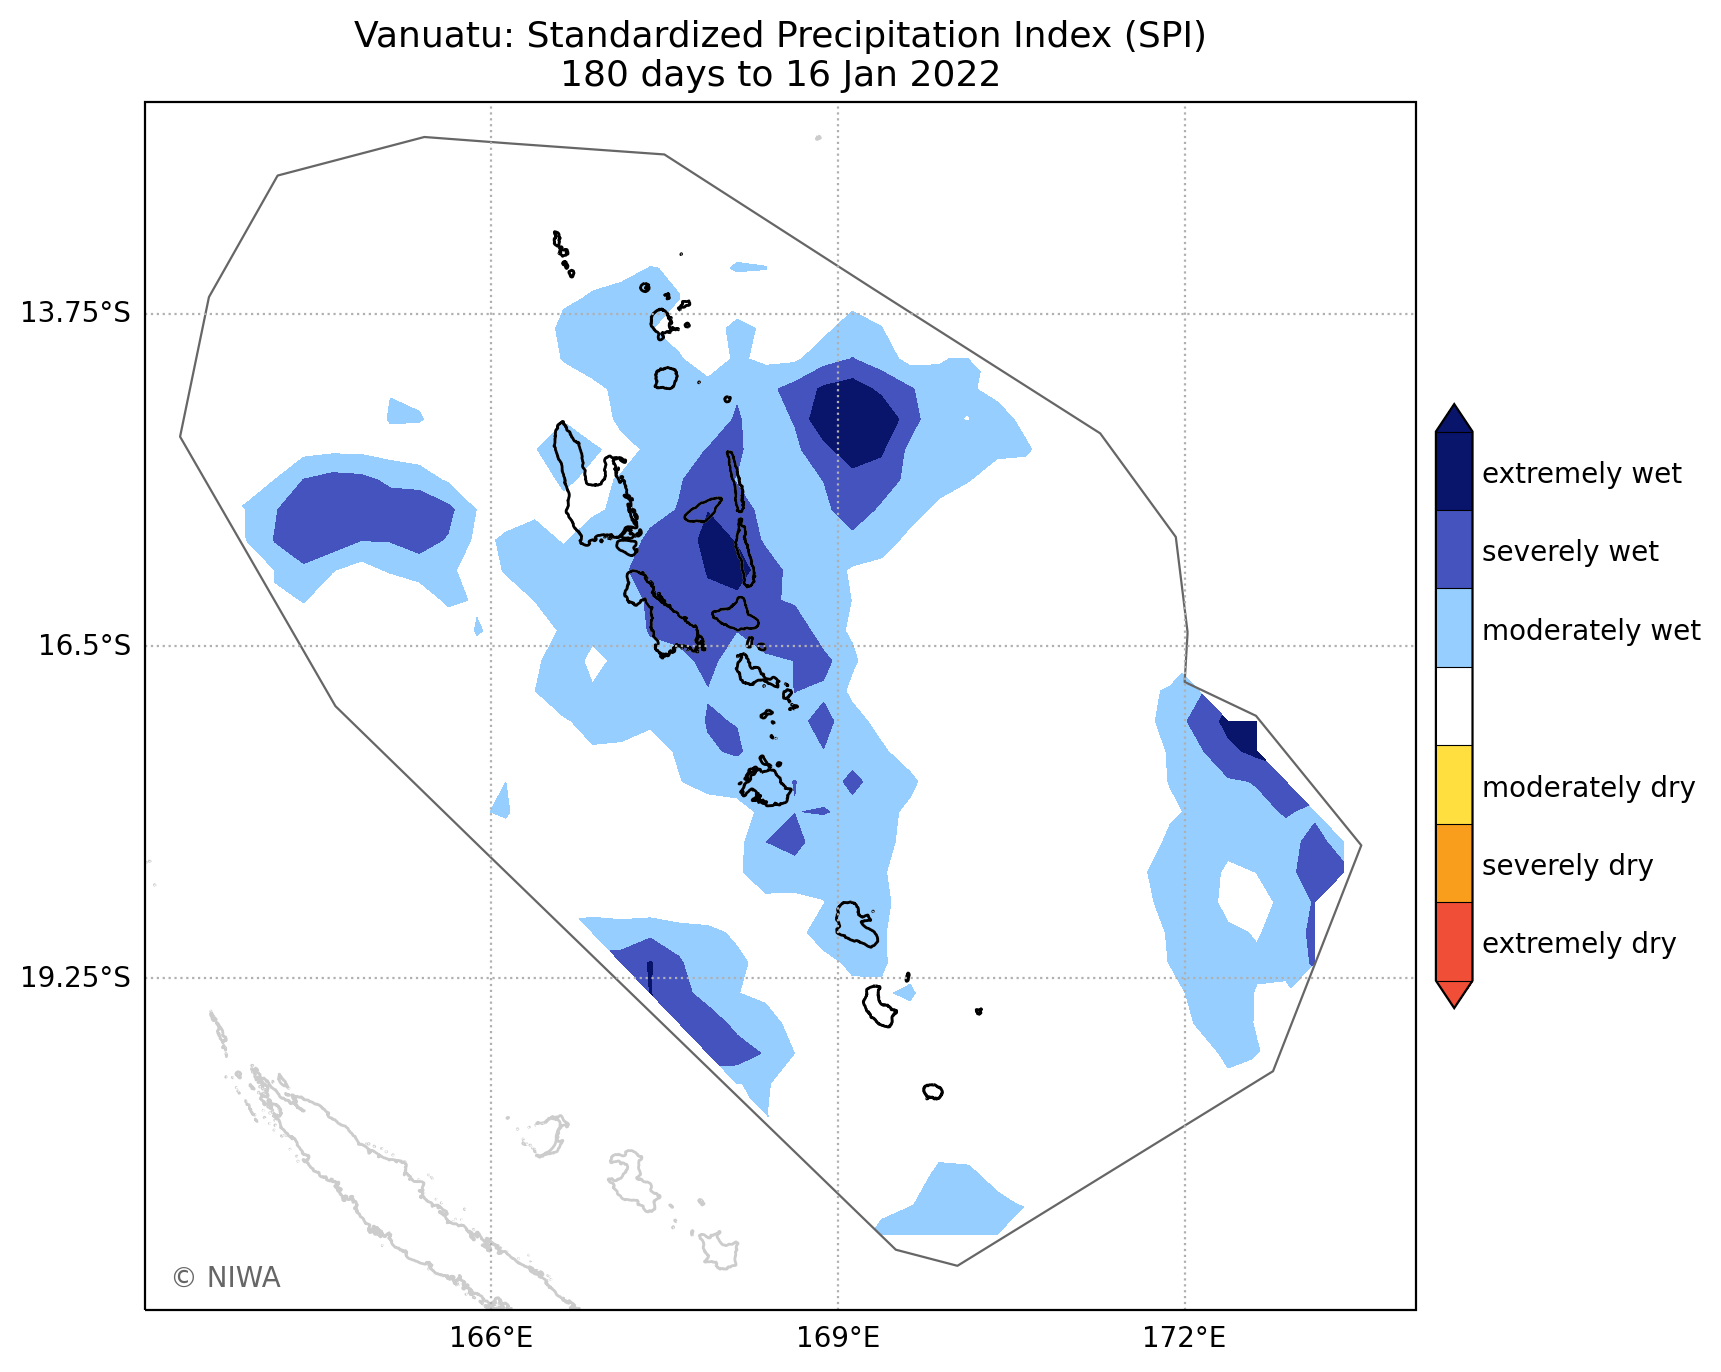 Vanuatu: Standardized Precipitation Index (SPI)
180 days to 16 Jan 2022
13.75°S
16.5°S
19.25°S
166°E
169°E
172°E
extremely wet
severely wet
moderately wet
moderately dry
severely dry
extremely dry
© NIWA